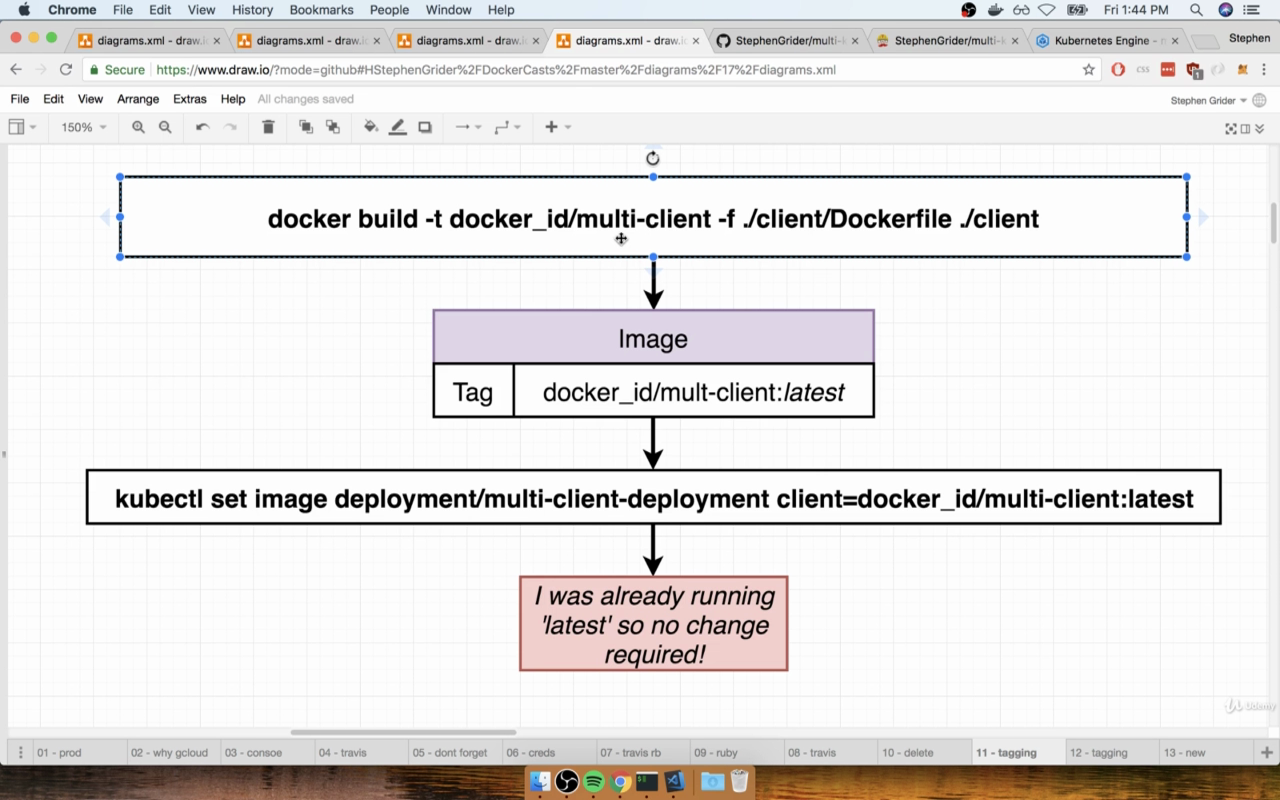 Chrome File Edit View History Bookmarks People Window Help Fri 1:44 PM
diagrams.xml - draw.i diagrams.xml - draw.i diagrams.xml - draw.i diagrams.xml - draw.i StephenGrider/multi- StephenGrider/multi- Kubernetes Engine - Stephen
Secure https://www.draw.io/?mode=github#HStephenGrider%2FDockerCasts%2Fmaster%2Fdiagrams%2F17%2Fdiagrams.xml CSS 1
File Edit View Arrange Extras Help All changes saved Stephen Grider
150%
docker build -t docker_id/multi-client -f ./client/Dockerfile ./client
Image
Tag docker_id/mult-client:latest
kubectl set image deployment/multi-client-deployment client=docker_id/multi-client:latest
I was already running
'latest' so no change
required!
Udemy
01 - prod 02 - why gcloud 03 - consoe 04 - travis 05 - dont forget 06 - creds 07 - travis rb 09 - ruby 08 - travis 10 - delete 11 - tagging 12 - tagging 13 - new